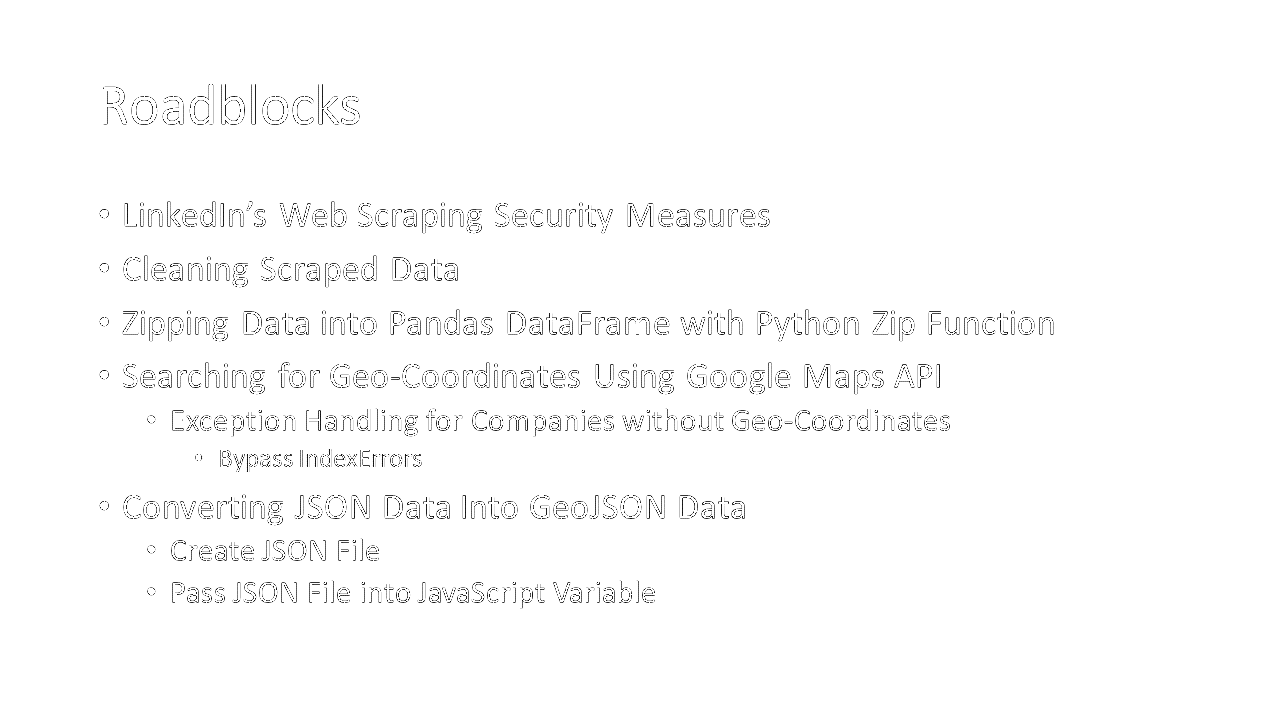 Roadblocks
• LinkedIn’s Web Scraping Security Measures
• Cleaning Scraped Data
• Zipping Data into Pandas DataFrame with Python Zip Function
• Searching for Geo-Coordinates Using Google Maps API
• Exception Handling for Companies without Geo-Coordinates
• Bypass IndexErrors
• Converting JSON Data Into GeoJSON Data
• Create JSON File
• Pass JSON File into JavaScript Variable